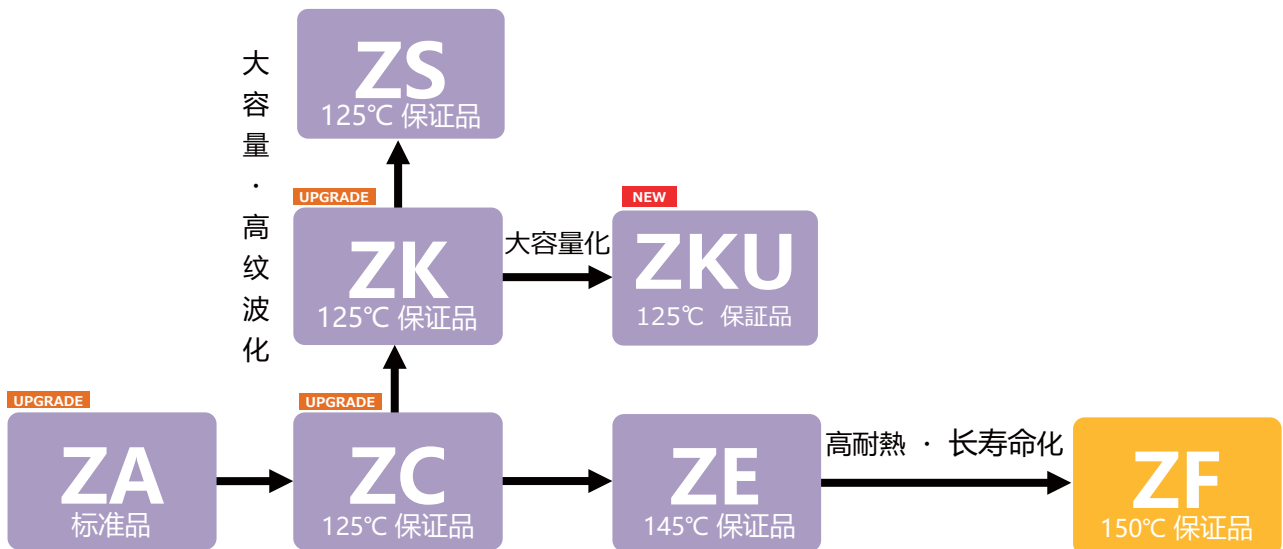 ZS
125℃ 保证品
大容量·高纹波化
UPGRADE
ZK
125℃ 保证品
大容量化
NEW
ZKU
125℃ 保証品
UPGRADE
ZA
标准品
UPGRADE
ZC
125℃ 保证品
ZE
145℃ 保证品
高耐熱 · 长寿命化
ZF
150℃ 保证品